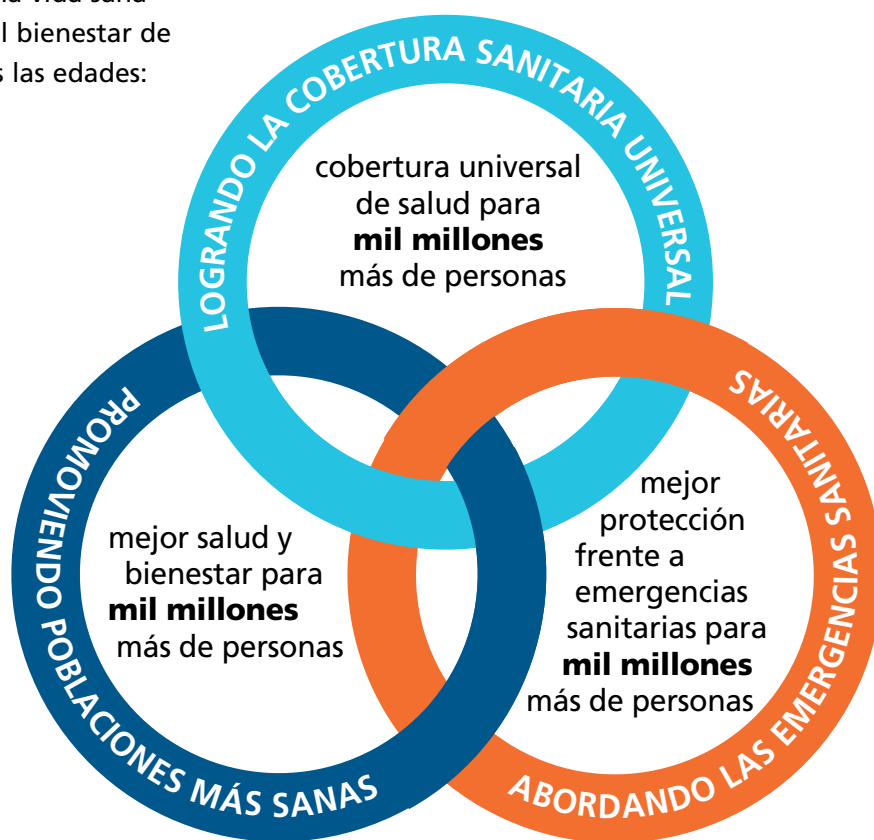 la vida sana
l bienestar de
s las edades:
LOGRANDO LA COBERTURA SANITARIA UNIVERSAL
cobertura universal
de salud para
mil millones
más de personas
PROMOVIENDO POBLACIONES MÁS SANAS
mejor salud y
bienestar para
mil millones
más de personas
ABORDANDO LAS EMERGENCIAS SANITARIAS
mejor
protección
frente a
emergencias
sanitarias para
mil millones
más de personas